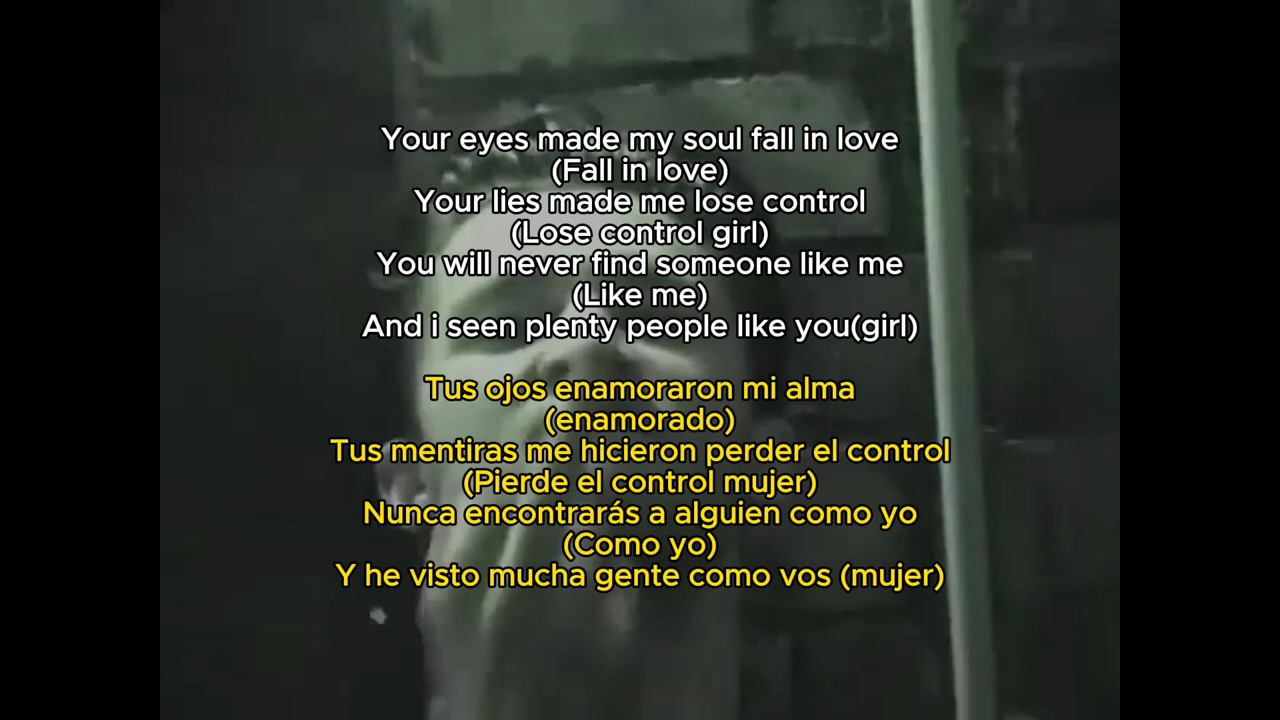 Your eyes made my soul fall in love
(Fall in love)
Your lies made me lose control
(Lose control girl)
You will never find someone like me
(Like me)
And i seen plenty people like you(girl)
Tus ojos enamoraron mi alma
(enamorado)
Tus mentiras me hicieron perder el control
(Pierde el control mujer)
Nunca encontrarás a alguien como yo
(Como yo)
Y he visto mucha gente como vos (mujer)